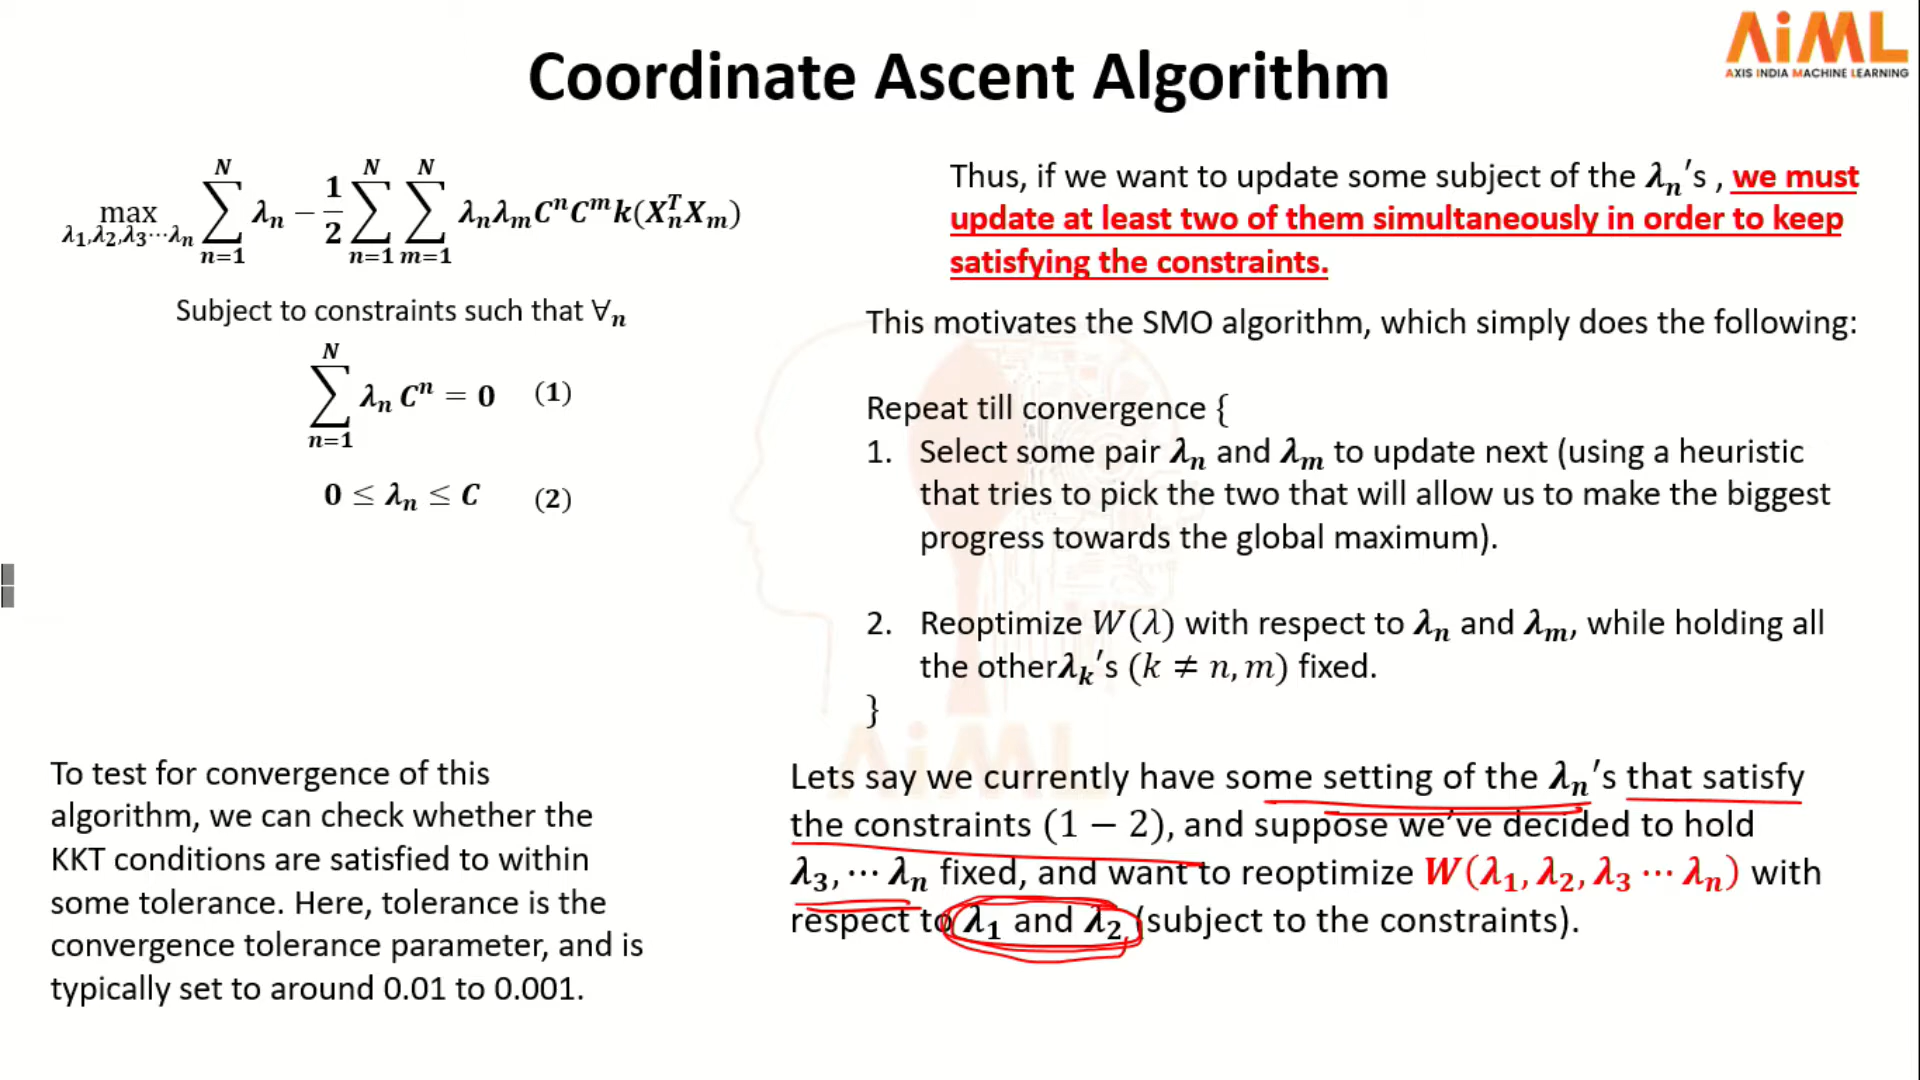 AiML
AXIS INDIA MACHINE LEARNING
Coordinate Ascent Algorithm
max_{λ₁,λ₂,λ₃⋯λₙ} ∑_{n=1}^{N} λₙ − 1/2 ∑_{n=1}^{N} ∑_{m=1}^{N} λₙλₘCⁿCᵐk(XₙᵀXₘ)
Subject to constraints such that ∀ₙ
∑_{n=1}^{N} λₙ Cⁿ = 0 (1)
0 ≤ λₙ ≤ C (2)
To test for convergence of this
algorithm, we can check whether the
KKT conditions are satisfied to within
some tolerance. Here, tolerance is the
convergence tolerance parameter, and is
typically set to around 0.01 to 0.001.
Thus, if we want to update some subject of the λₙ's , we must
update at least two of them simultaneously in order to keep
satisfying the constraints.
This motivates the SMO algorithm, which simply does the following:
Repeat till convergence {
1. Select some pair λₙ and λₘ to update next (using a heuristic
that tries to pick the two that will allow us to make the biggest
progress towards the global maximum).
2. Reoptimize W(λ) with respect to λₙ and λₘ, while holding all
the otherλₖ's (k ≠ n, m) fixed.
}
AiML
Lets say we currently have some setting of the λₙ's that satisfy
the constraints (1 − 2), and suppose we've decided to hold
λ₃, ⋯ λₙ fixed, and want to reoptimize W(λ₁, λ₂, λ₃ ⋯ λₙ) with
respect to λ₁ and λ₂ (subject to the constraints).